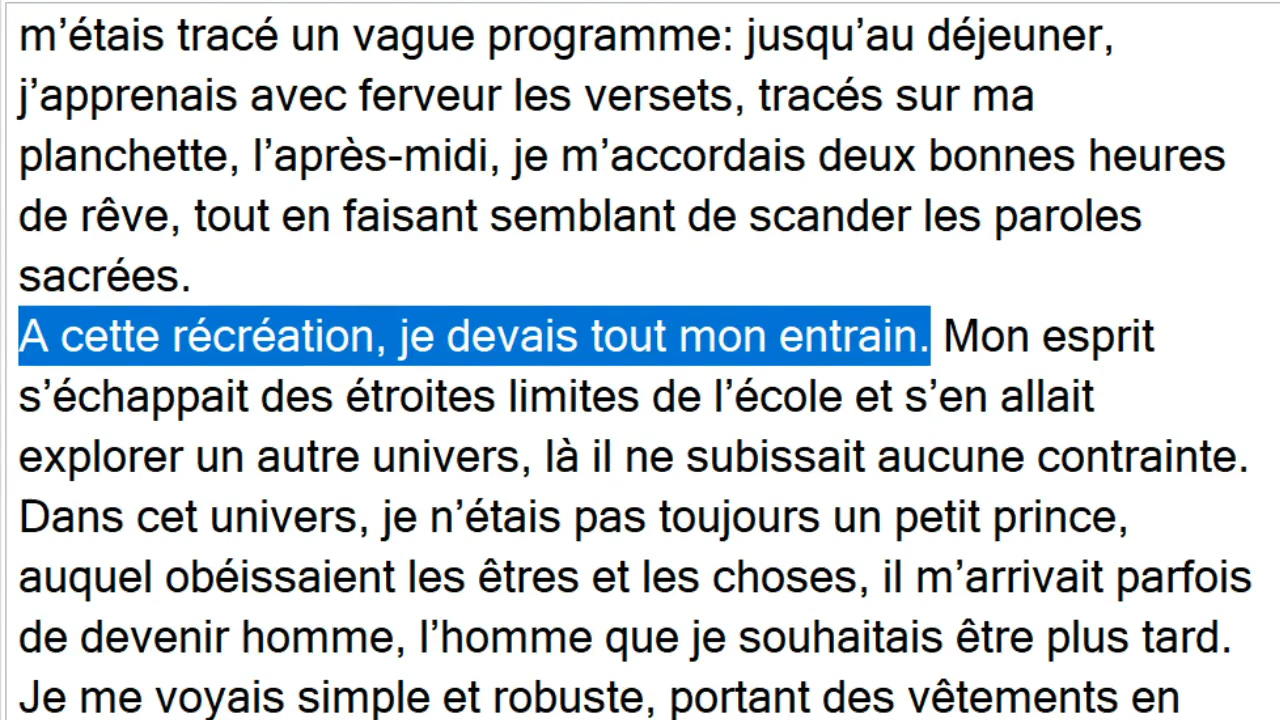 m’étais tracé un vague programme: jusqu’au déjeuner,
j’apprenais avec ferveur les versets, tracés sur ma
planchette, l’après-midi, je m’accordais deux bonnes heures
de rêve, tout en faisant semblant de scander les paroles
sacrées.
A cette récréation, je devais tout mon entrain. Mon esprit
s’échappait des étroites limites de l’école et s’en allait
explorer un autre univers, là il ne subissait aucune contrainte.
Dans cet univers, je n’étais pas toujours un petit prince,
auquel obéissaient les êtres et les choses, il m’arrivait parfois
de devenir homme, l’homme que je souhaitais être plus tard.
Je me voyais simple et robuste, portant des vêtements en